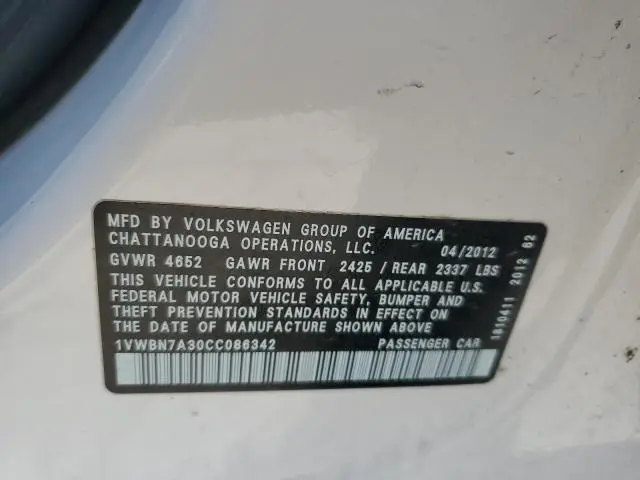 MFD BY VOLKSWAGEN GROUP OF AMERICA
CHATTANOOGA OPERATIONS, LLC. 04/2012
GVWR 4652 GAWR FRONT 2425 / REAR 2337 LBS
THIS VEHICLE CONFORMS TO ALL APPLICABLE U.S.
FEDERAL MOTOR VEHICLE SAFETY, BUMPER AND
THEFT PREVENTION STANDARDS IN EFFECT ON
THE DATE OF MANUFACTURE SHOWN ABOVE
1VWBN7A30CC086342 PASSENGER CAR
1610411 2012 62